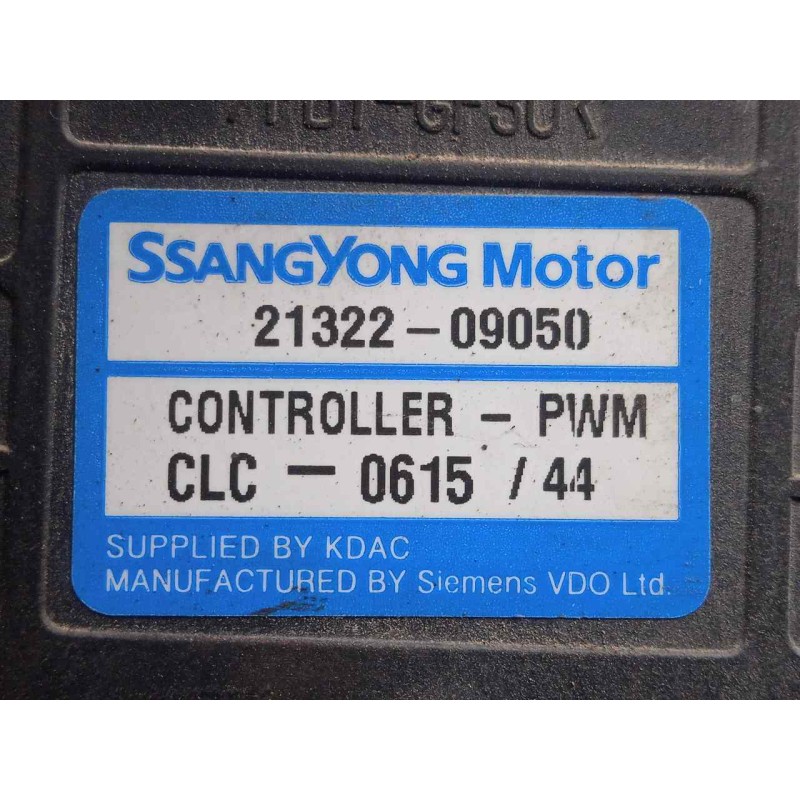 SSANGYONG Motor
21322-09050
CONTROLLER - PWM
CLC - 0615 / 44
SUPPLIED BY KDAC
MANUFACTURED BY Siemens VDO Ltd.